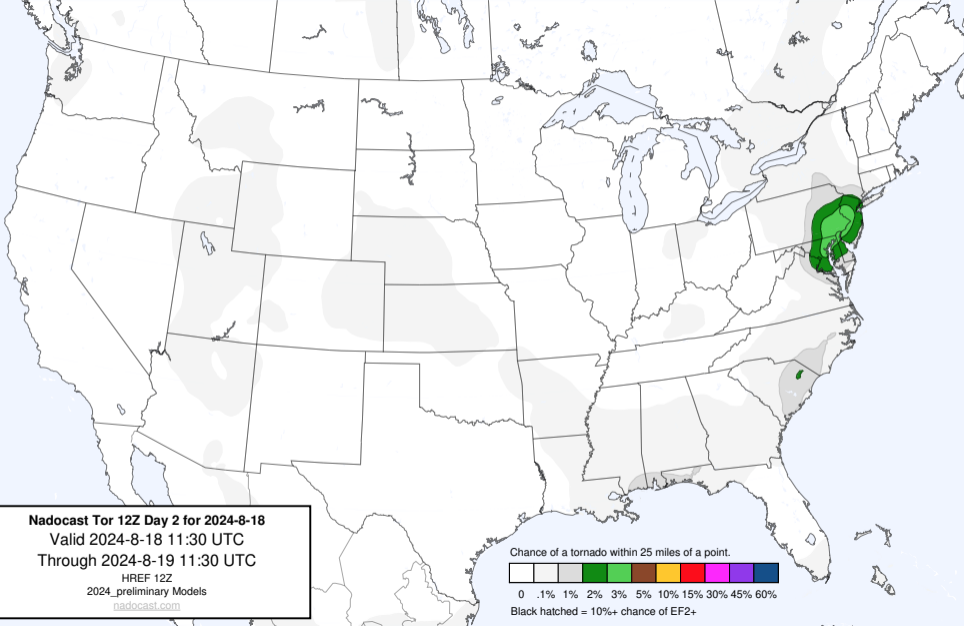 Nadocast Tor 12Z Day 2 for 2024-8-18
Valid 2024-8-18 11:30 UTC
Through 2024-8-19 11:30 UTC
HREF 12Z
2024_preliminary Models
nadocast.com
Chance of a tornado within 25 miles of a point.
0 .1% 1% 2% 3% 5% 10% 15% 30% 45% 60%
Black hatched = 10%+ chance of EF2+